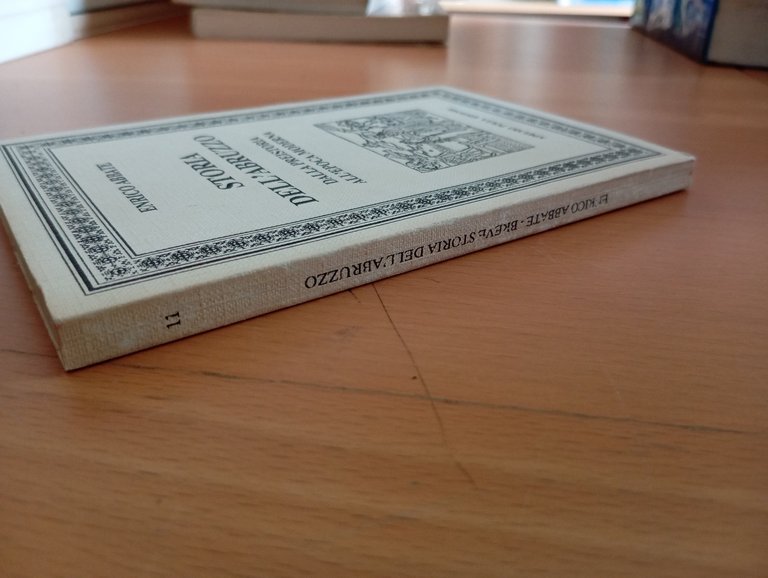 ENRICO ABBATE
STORIA
DELL'ABRUZZO
DALLA PREISTORIA
ALL'EPOCA MODERNA
ENRICO ABBATE - BREVE STORIA DELL'ABRUZZO
11